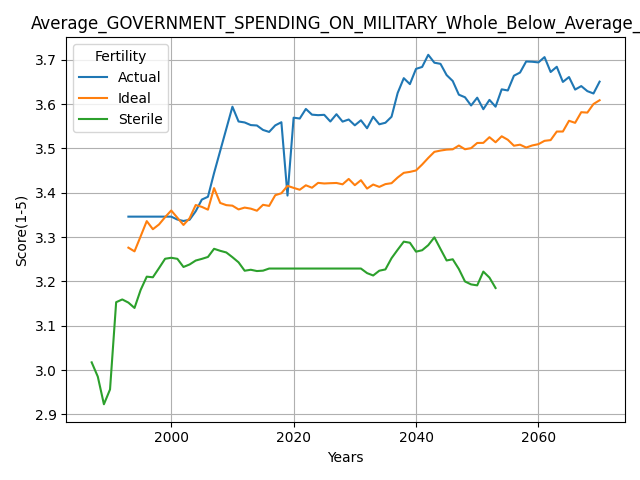 Average_GOVERNMENT_SPENDING_ON_MILITARY_Whole_Below_Average_
Fertility
Actual
Ideal
Sterile
Score(1-5)
3.7
3.6
3.5
3.4
3.3
3.2
3.1
3.0
2.9
2000
2020
2040
2060
Years